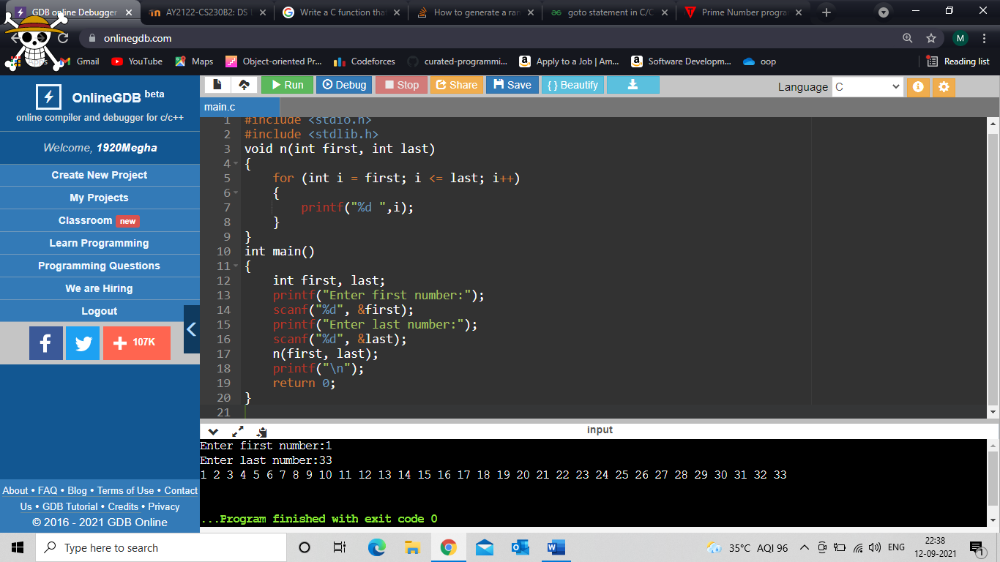 GDB online Debugger
AY2122-CS230B2: DS L
Write a C function tha
How to generate a ran
goto statement in C/C
Prime Number progra
onlinegdb.com
M
Apps
Gmail
YouTube
Maps
Object-oriented Pr...
Codeforces
curated-programmi...
Apply to a Job | Am...
Software Developm...
oop
Reading list
OnlineGDB beta
online compiler and debugger for c/c++
Welcome, 1920Megha
Create New Project
My Projects
Classroom new
Learn Programming
Programming Questions
We are Hiring
Logout
107K
About • FAQ • Blog • Terms of Use • Contact
Us • GDB Tutorial • Credits • Privacy
© 2016 - 2021 GDB Online
Run
Debug
Stop
Share
Save
{ } Beautify
Language C
main.c
1 #include <stdio.h>
2 #include <stdlib.h>
3 void n(int first, int last)
4 {
5 for (int i = first; i <= last; i++)
6 {
7 printf("%d ",i);
8 }
9 }
10 int main()
11 {
12 int first, last;
13 printf("Enter first number:");
14 scanf("%d", &first);
15 printf("Enter last number:");
16 scanf("%d", &last);
17 n(first, last);
18 printf("\n");
19 return 0;
20 }
21
input
Enter first number:1
Enter last number:33
1 2 3 4 5 6 7 8 9 10 11 12 13 14 15 16 17 18 19 20 21 22 23 24 25 26 27 28 29 30 31 32 33
...Program finished with exit code 0
Type here to search
35°C AQI 96
ENG
22:38
12-09-2021
1